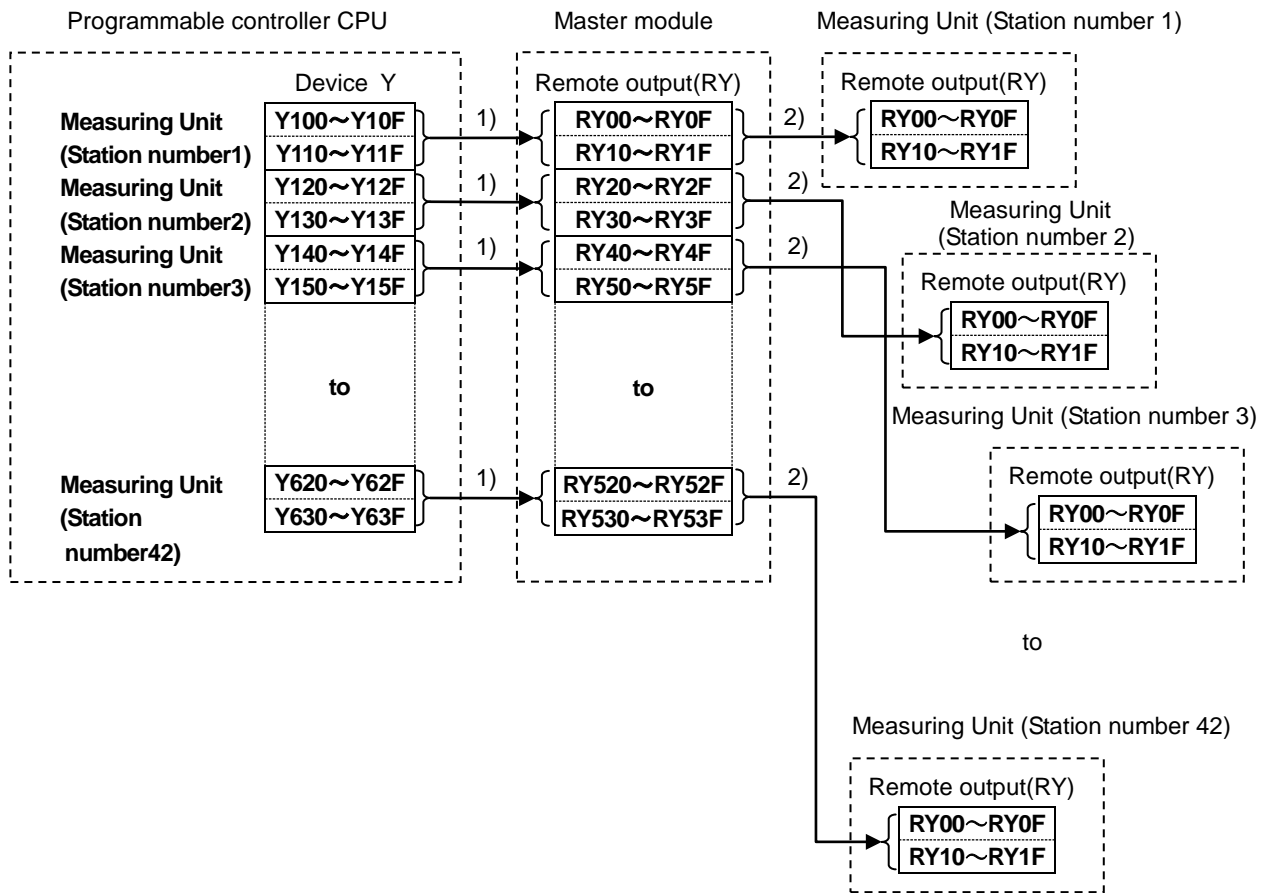 Programmable controller CPU
Master module
Measuring Unit (Station number 1)
Device Y
Remote output(RY)
Remote output(RY)
Measuring Unit
(Station number1)
Y100～Y10F
Y110～Y11F
1)
RY00～RY0F
RY10～RY1F
2)
RY00～RY0F
RY10～RY1F
Measuring Unit
(Station number2)
Y120～Y12F
Y130～Y13F
1)
RY20～RY2F
RY30～RY3F
2)
Measuring Unit
(Station number 2)
Remote output(RY)
RY00～RY0F
RY10～RY1F
Measuring Unit
(Station number3)
Y140～Y14F
Y150～Y15F
1)
RY40～RY4F
RY50～RY5F
2)
to
to
Measuring Unit (Station number 3)
Remote output(RY)
RY00～RY0F
RY10～RY1F
Measuring Unit
(Station
number42)
Y620～Y62F
Y630～Y63F
1)
RY520～RY52F
RY530～RY53F
2)
to
Measuring Unit (Station number 42)
Remote output(RY)
RY00～RY0F
RY10～RY1F